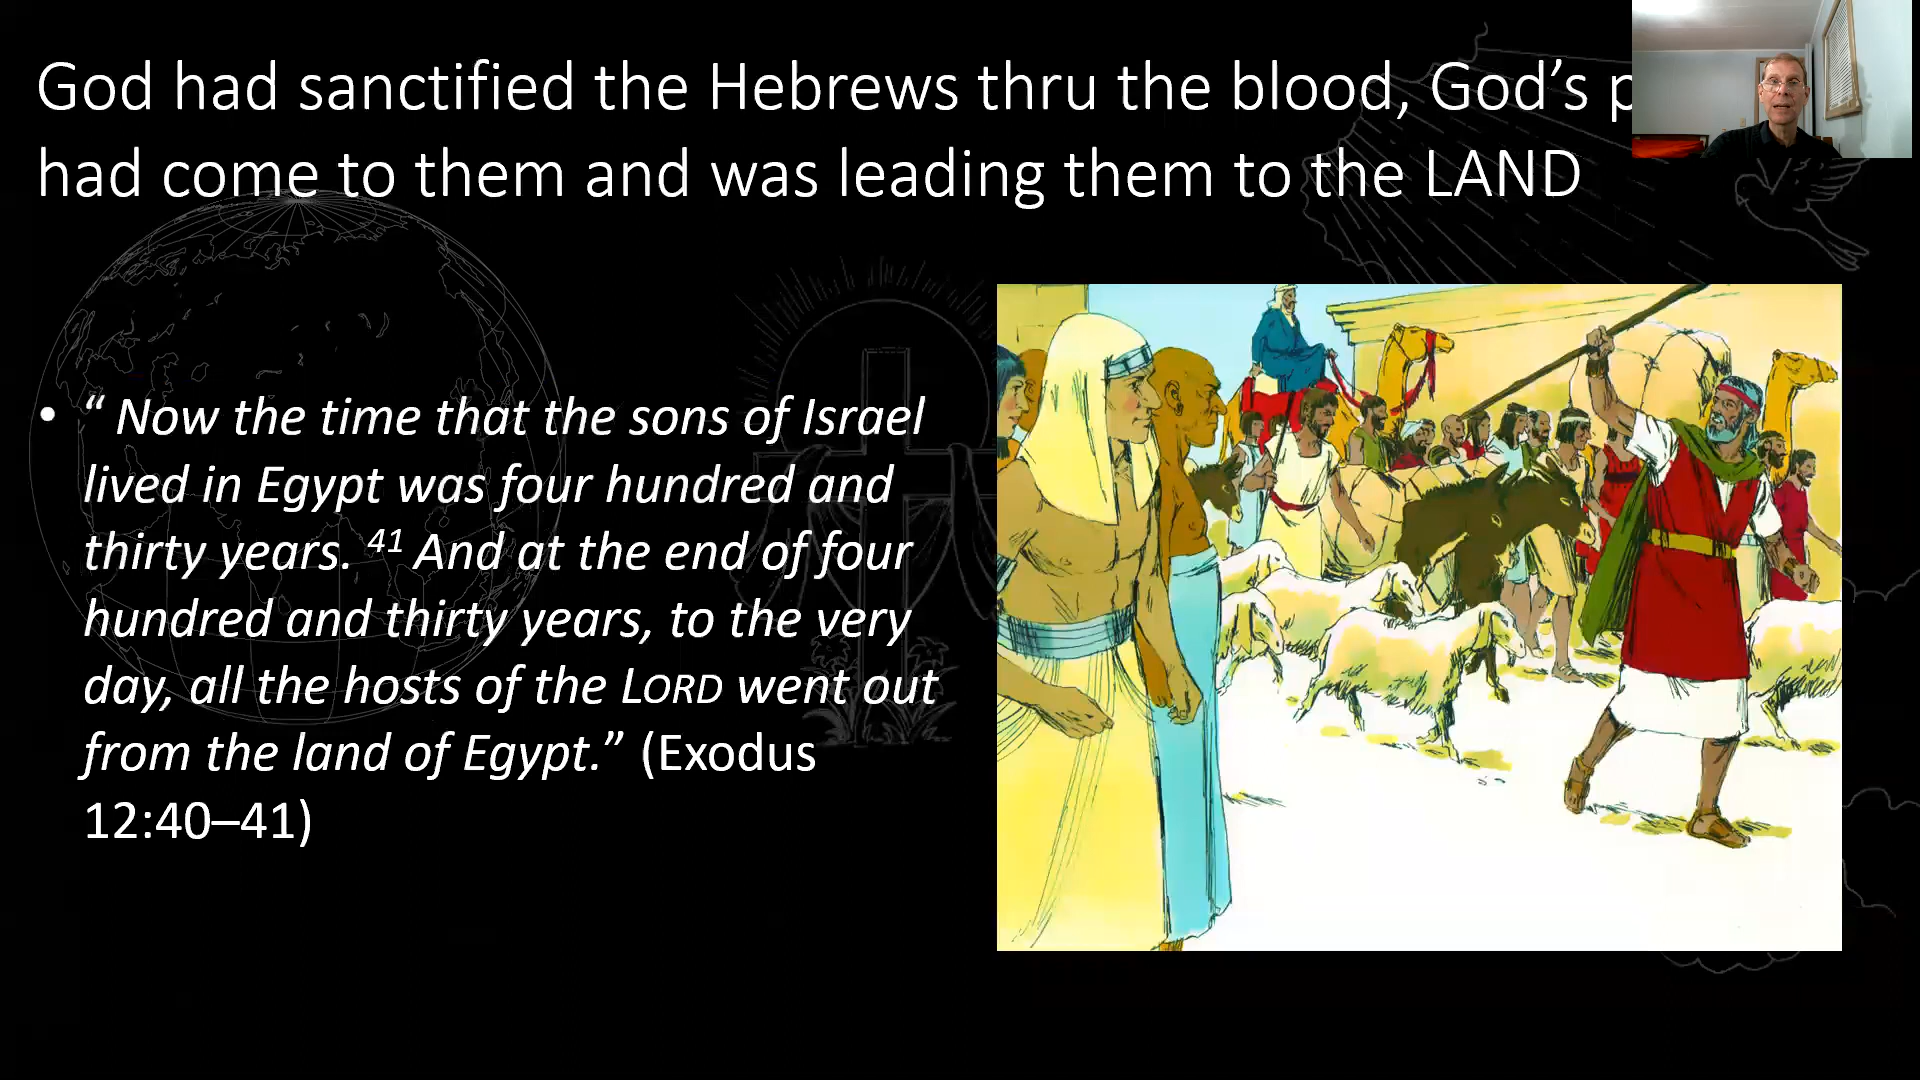 God had sanctified the Hebrews thru the blood, God’s
had come to them and was leading them to the LAND
• “ Now the time that the sons of Israel
lived in Egypt was four hundred and
thirty years. 41 And at the end of four
hundred and thirty years, to the very
day, all the hosts of the LORD went out
from the land of Egypt.” (Exodus
12:40–41)